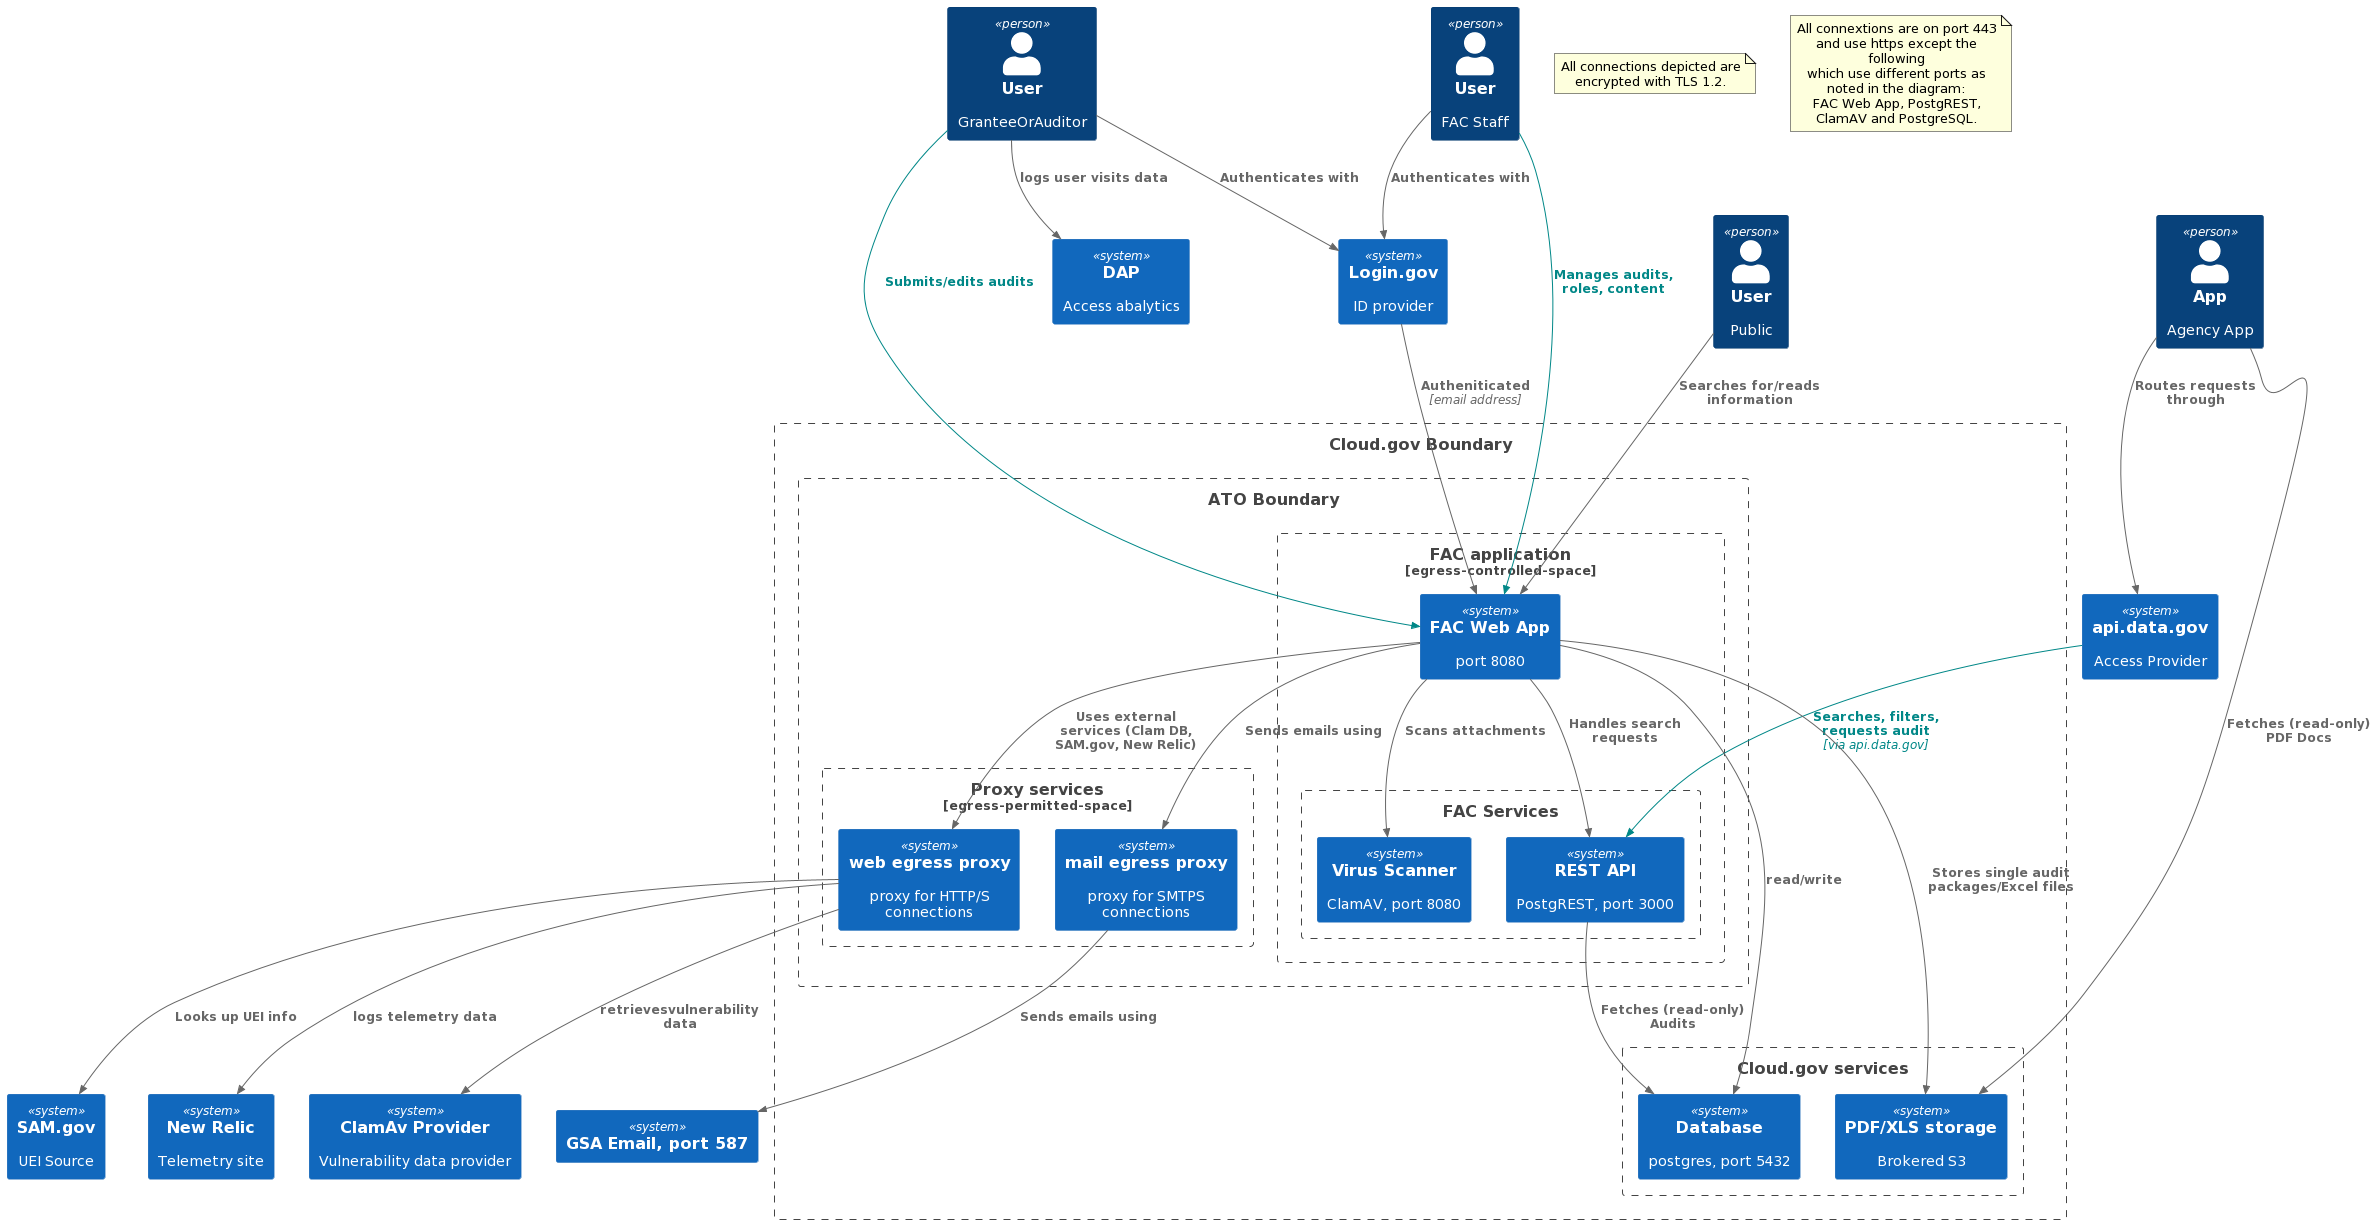 «person»
User
GranteeOrAuditor
«person»
User
FAC Staff
All connections depicted are
encrypted with TLS 1.2.
All connextions are on port 443
and use https except the
following
which use different ports as
noted in the diagram:
FAC Web App, PostgREST,
ClamAV and PostgreSQL.
logs user visits data
Authenticates with
Authenticates with
«person»
User
Public
«person»
App
Agency App
Submits/edits audits
«system»
DAP
Access abalytics
«system»
Login.gov
ID provider
Manages audits,
roles, content
Autheniticated
[email address]
Searches for/reads
information
Routes requests
through
Cloud.gov Boundary
ATO Boundary
FAC application
[egress-controlled-space]
«system»
FAC Web App
port 8080
«system»
api.data.gov
Access Provider
Uses external
services (Clam DB,
SAM.gov, New Relic)
Sends emails using
Scans attachments
Handles search
requests
Searches, filters,
requests audit
[via api.data.gov]
Fetches (read-only)
PDF Docs
Proxy services
[egress-permitted-space]
FAC Services
«system»
web egress proxy
proxy for HTTP/S
connections
«system»
mail egress proxy
proxy for SMTPS
connections
«system»
Virus Scanner
ClamAV, port 8080
«system»
REST API
PostgREST, port 3000
read/write
Stores single audit
packages/Excel files
Looks up UEI info
logs telemetry data
retrievesvulnerability
data
Sends emails using
Fetches (read-only)
Audits
Cloud.gov services
«system»
SAM.gov
UEI Source
«system»
New Relic
Telemetry site
«system»
ClamAv Provider
Vulnerability data provider
«system»
GSA Email, port 587
«system»
Database
postgres, port 5432
«system»
PDF/XLS storage
Brokered S3